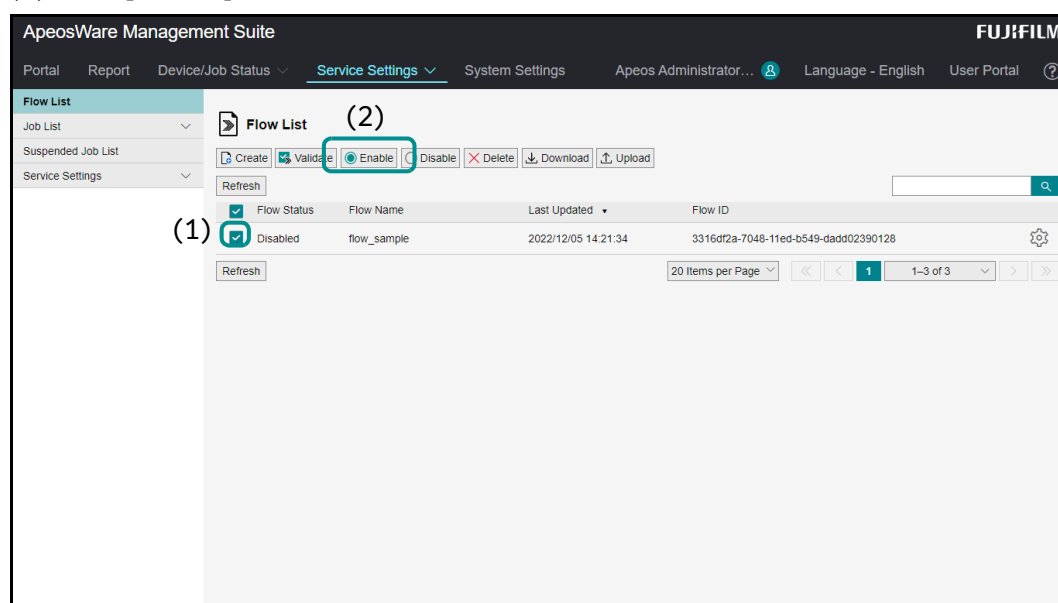 ApeosWare Management Suite
FUJIFILM
Portal Report Device/Job Status Service Settings System Settings Apeos Administrator... Language - English User Portal ?
Flow List
Job List
Suspended Job List
Service Settings
Flow List
(2)
Create Validate Enable Disable Delete Download Upload
Refresh
Flow Status Flow Name Last Updated Flow ID
(1)
Disabled flow_sample 2022/12/05 14:21:34 3316df2a-7048-11ed-b549-dadd02390128
Refresh
20 Items per Page 1 1–3 of 3